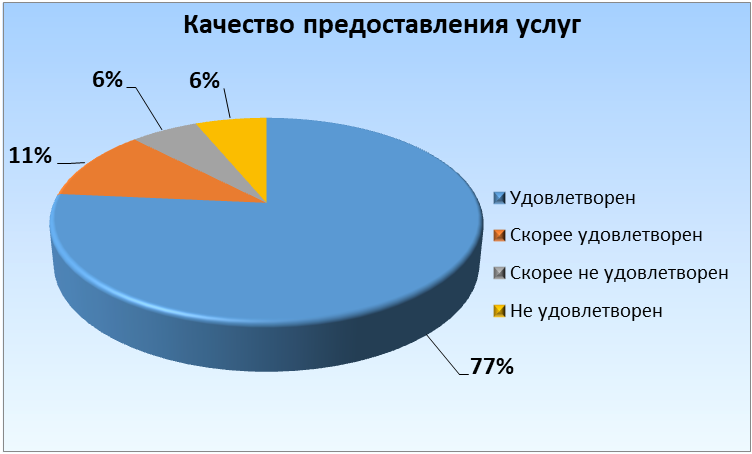 Качество предоставления услуг
6%
6%
11%
77%
Удовлетворен
Скорее удовлетворен
Скорее не удовлетворен
Не удовлетворен